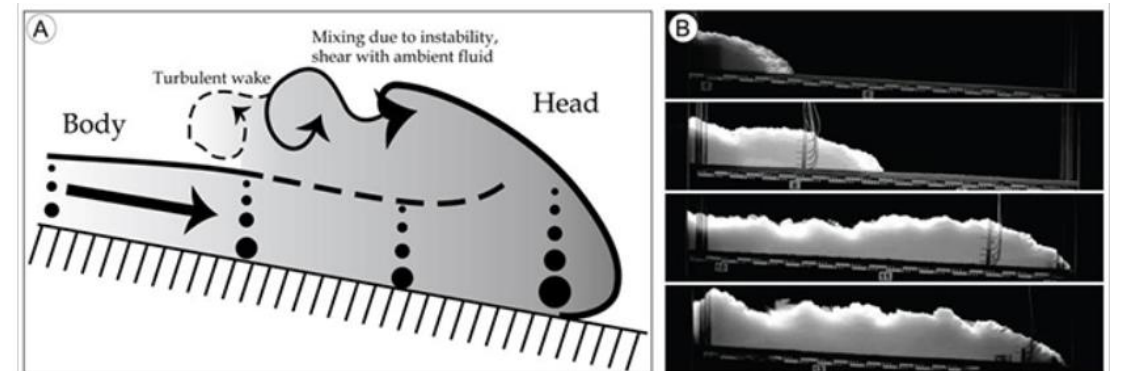 A
Mixing due to instability,
shear with ambient fluid
Turbulent wake
Body
Head
B